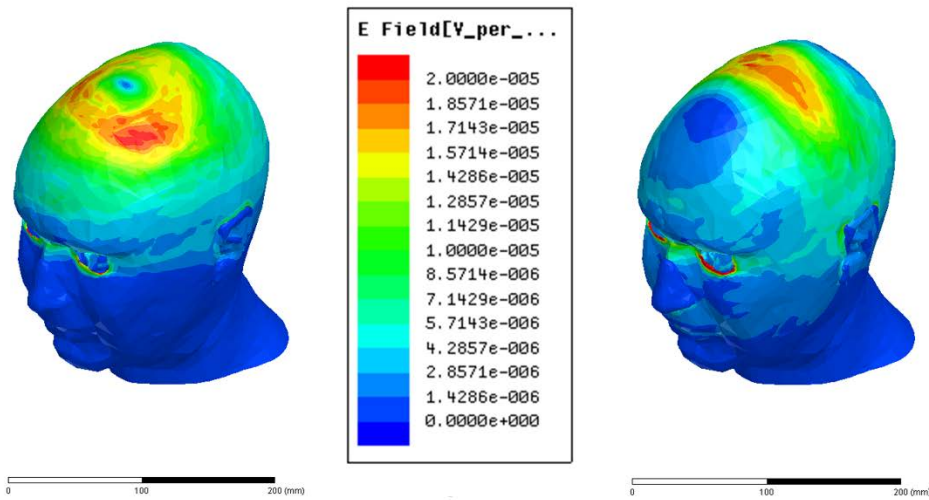 E Field[V_per_...
2.0000e-005
1.8571e-005
1.7143e-005
1.5714e-005
1.4286e-005
1.2857e-005
1.1429e-005
1.0000e-005
8.5714e-006
7.1429e-006
5.7143e-006
4.2857e-006
2.8571e-006
1.4286e-006
0.0000e+000
0 100 200 (mm)
0 100 200 (mm)